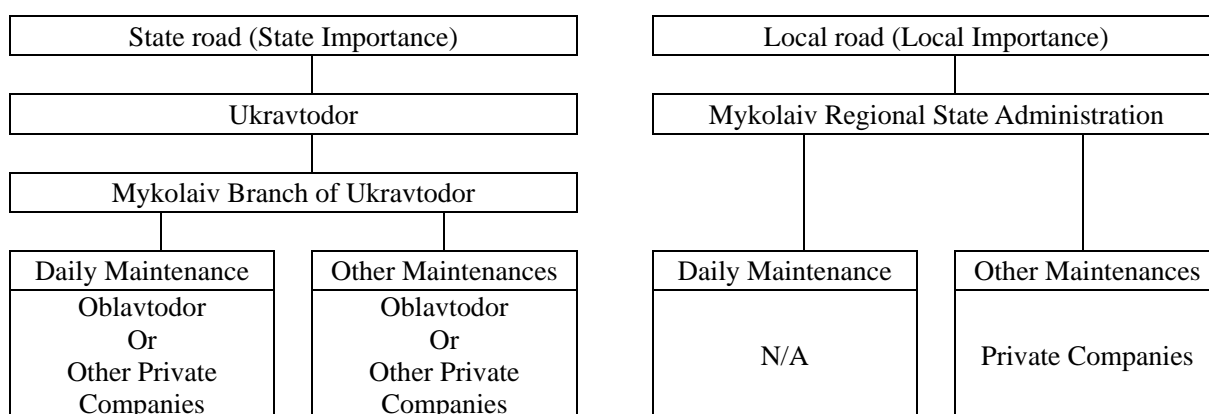 State road (State Importance)
Ukravtodor
Mykolaiv Branch of Ukravtodor
Daily Maintenance
Oblavtodor
Or
Other Private
Companies
Other Maintenances
Oblavtodor
Or
Other Private
Companies
Local road (Local Importance)
Mykolaiv Regional State Administration
Daily Maintenance
N/A
Other Maintenances
Private Companies